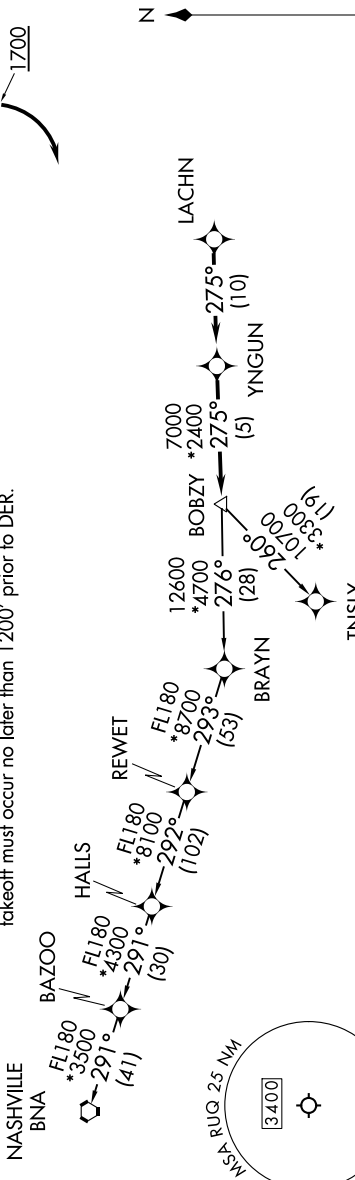 takeoff must occur no later than 1200' prior to DER.
1700
N
LACHN
275°
(10)
YNGUN
7000
*2400
275°
(5)
BOBZY
10700
*3300
260°
(19)
12600
*4700
276°
(28)
BRAYN
FL180
*8700
293°
(53)
REWET
FL180
*8100
292°
(102)
HALLS
FL180
*4300
291°
(30)
BAZOO
FL180
*3500
291°
(41)
NASHVILLE
BNA
MSA RUQ 25 NM
3400